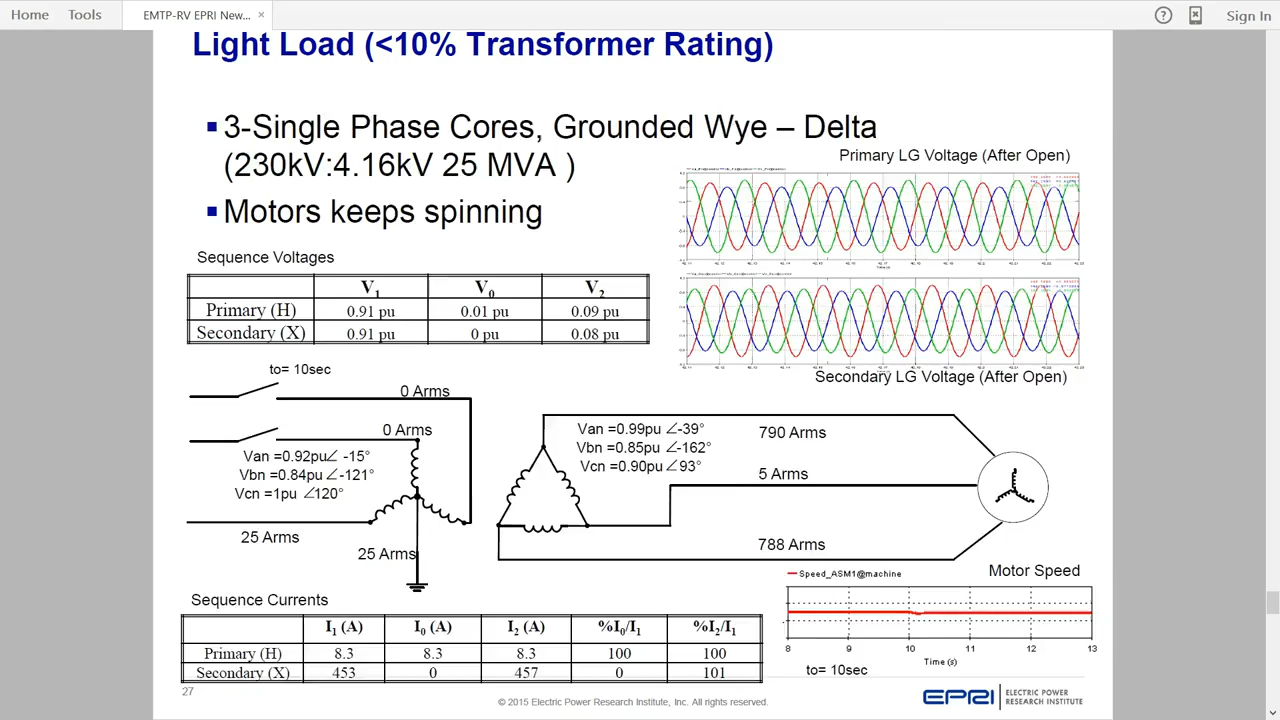 Home
Tools
EMTP-RV EPRI New... ×
Sign In
Light Load (<10% Transformer Rating)
▪ 3-Single Phase Cores, Grounded Wye – Delta
(230kV:4.16kV 25 MVA )
▪ Motors keeps spinning
Primary LG Voltage (After Open)
Secondary LG Voltage (After Open)
Sequence Voltages
V1 V0 V2
Primary (H) 0.91 pu 0.01 pu 0.09 pu
Secondary (X) 0.91 pu 0 pu 0.08 pu
to= 10sec
0 Arms
0 Arms
Van =0.92pu∠ -15°
Vbn =0.84pu∠-121°
Vcn =1pu ∠120°
25 Arms
25 Arms
Van =0.99pu ∠-39°
Vbn =0.85pu ∠-162°
Vcn =0.90pu∠93°
790 Arms
5 Arms
788 Arms
Speed_ASM1@machine
Motor Speed
8 9 10 11 12 13
Time (s)
to= 10sec
Sequence Currents
I1 (A) I0 (A) I2 (A) %I0/I1 %I2/I1
Primary (H) 8.3 8.3 8.3 100 100
Secondary (X) 453 0 457 0 101
27
© 2015 Electric Power Research Institute, Inc. All rights reserved.
EPRI
ELECTRIC POWER
RESEARCH INSTITUTE